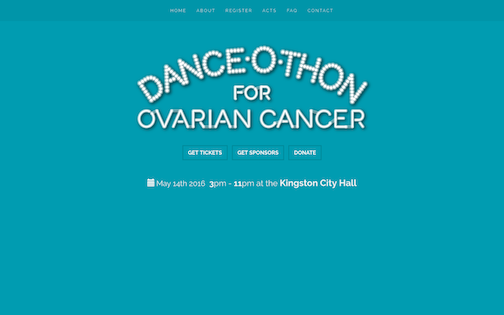 HOME ABOUT REGISTER ACTS FAQ CONTACT
DANCE·O·THON
FOR
OVARIAN CANCER
GET TICKETS GET SPONSORS DONATE
May 14th 2016 3pm - 11pm at the Kingston City Hall